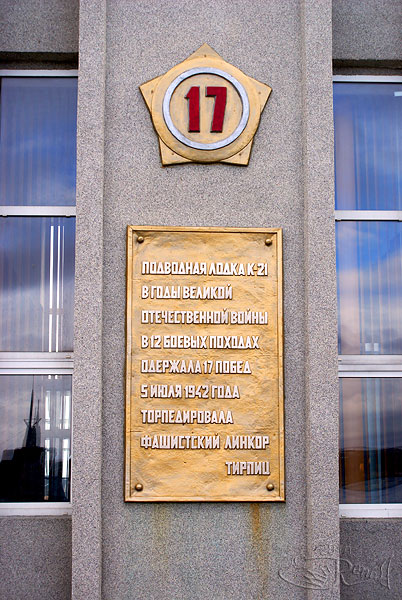 17
ПОДВОДНАЯ ЛОДКА К-21
В ГОДЫ ВЕЛИКОЙ
ОТЕЧЕСТВЕННОЙ ВОЙНЫ
В 12 БОЕВЫХ ПОХОДАХ
ОДЕРЖАЛА 17 ПОБЕД
5 ИЮЛЯ 1942 ГОДА
ТОРПЕДИРОВАЛА
ФАШИСТСКИЙ ЛИНКОР
ТИРПИЦ